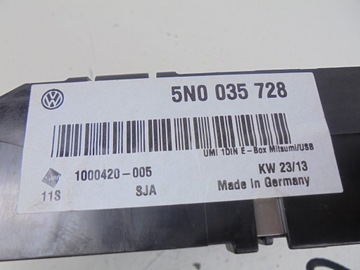 5N0 035 728
UMI 1DIN E-Box Mitsumi/USB
1000420-005
KW 23/13
11S
SJA
Made in Germany